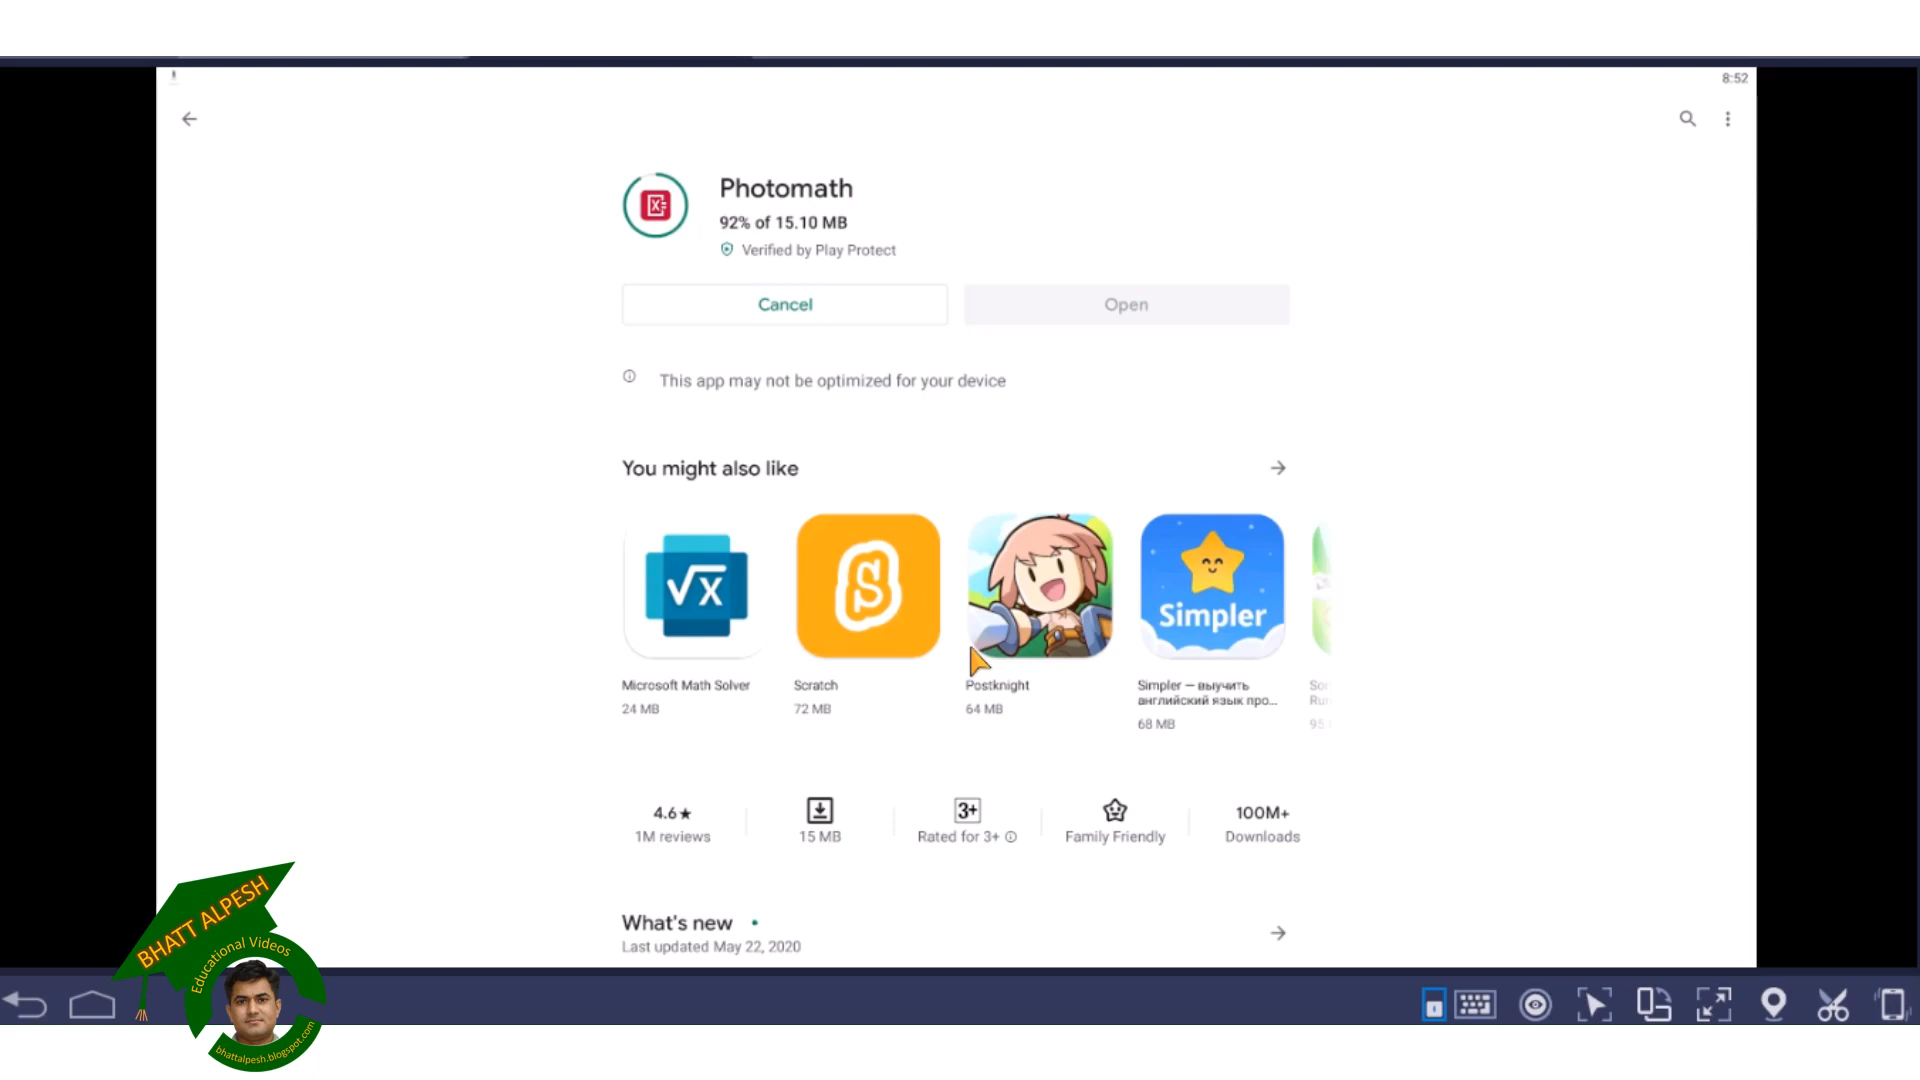 8:52
Photomath
92% of 15.10 MB
Verified by Play Protect
Cancel
Open
This app may not be optimized for your device
You might also like
√x
S
Simpler
Microsoft Math Solver
24 MB
Scratch
72 MB
Postknight
64 MB
Simpler — выучить
английский язык про...
68 MB
95
4.6★
1M reviews
15 MB
3+
Rated for 3+
Family Friendly
100M+
Downloads
What's new
Last updated May 22, 2020
BHATT ALPESH
Educational Videos
bhattalpesh.blogspot.com